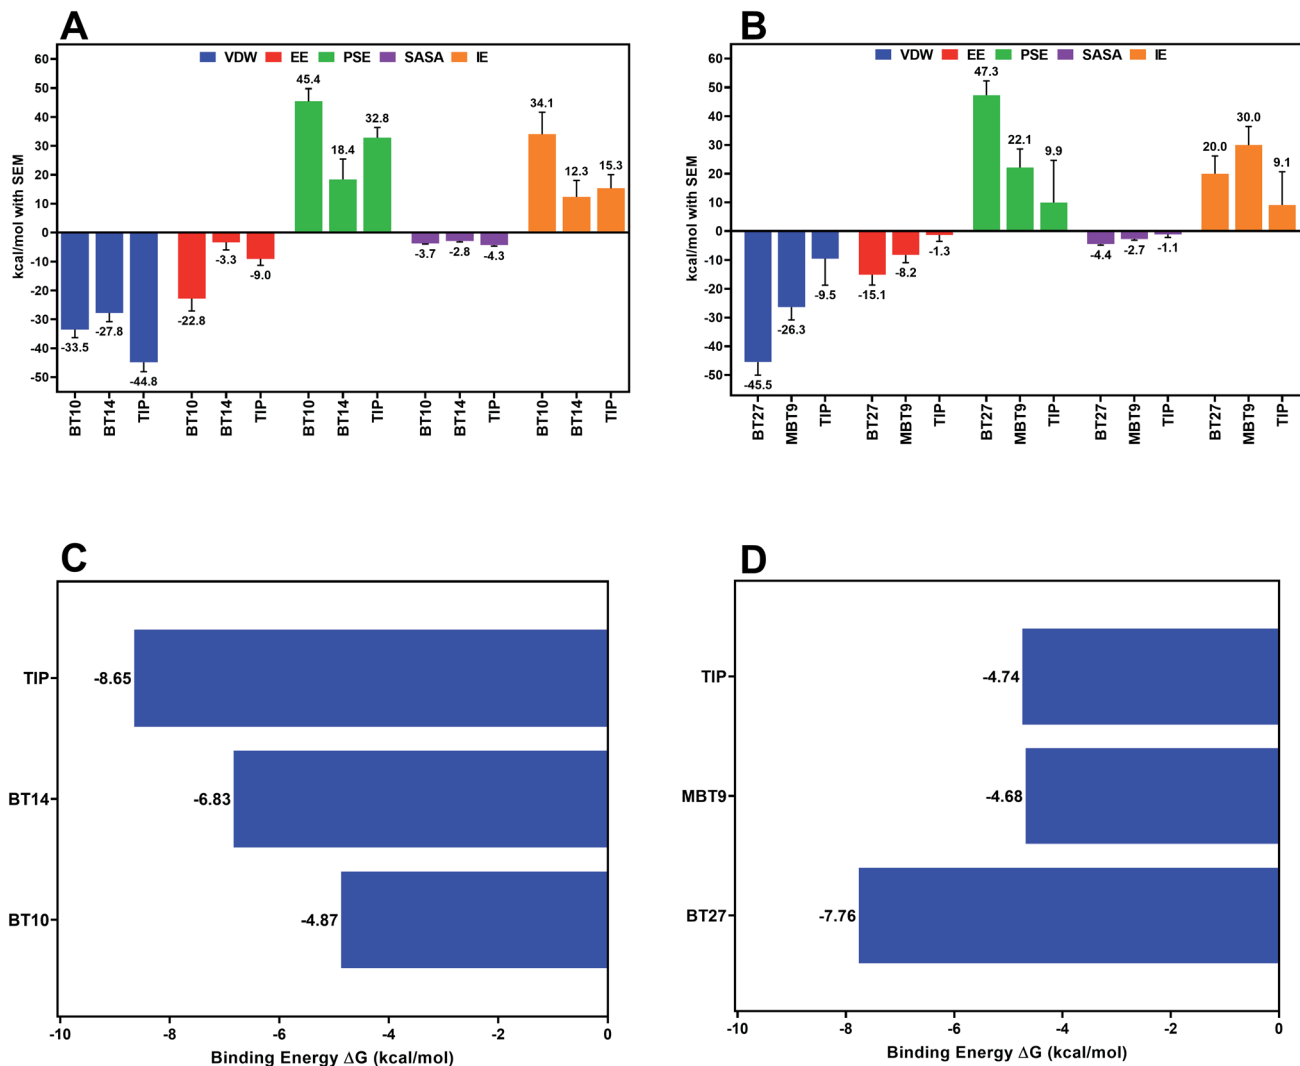 A
VDW EE PSE SASA IE
kcal/mol with SEM
60
50
40
30
20
10
0
-10
-20
-30
-40
-50
-33.5
-27.8
-44.8
-22.8
-3.3
-9.0
45.4
18.4
32.8
-3.7
-2.8
-4.3
34.1
12.3
15.3
BT10 BT14 TIP BT10 BT14 TIP BT10 BT14 TIP BT10 BT14 TIP BT10 BT14 TIP
B
VDW EE PSE SASA IE
kcal/mol with SEM
60
50
40
30
20
10
0
-10
-20
-30
-40
-50
-45.5
-26.3
-9.5
-15.1
-8.2
-1.3
47.3
22.1
9.9
-4.4
-2.7
-1.1
20.0
30.0
9.1
BT27 MBT9 TIP BT27 MBT9 TIP BT27 MBT9 TIP BT27 MBT9 TIP BT27 MBT9 TIP
C
TIP -8.65
BT14 -6.83
BT10 -4.87
-10 -8 -6 -4 -2 0
Binding Energy ΔG (kcal/mol)
D
TIP -4.74
MBT9 -4.68
BT27 -7.76
-10 -8 -6 -4 -2 0
Binding Energy ΔG (kcal/mol)